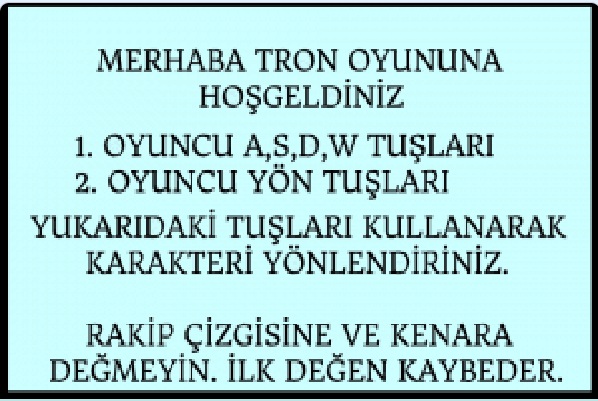 MERHABA TRON OYUNUNA
HOŞGELDİNİZ
1. OYUNCU A,S,D,W TUŞLARI
2. OYUNCU YÖN TUŞLARI
YUKARIDAKİ TUŞLARI KULLANARAK
KARAKTERİ YÖNLENDİRİNİZ.
RAKİP ÇİZGİSİNE VE KENARA
DEĞMEYİN. İLK DEĞEN KAYBEDER.